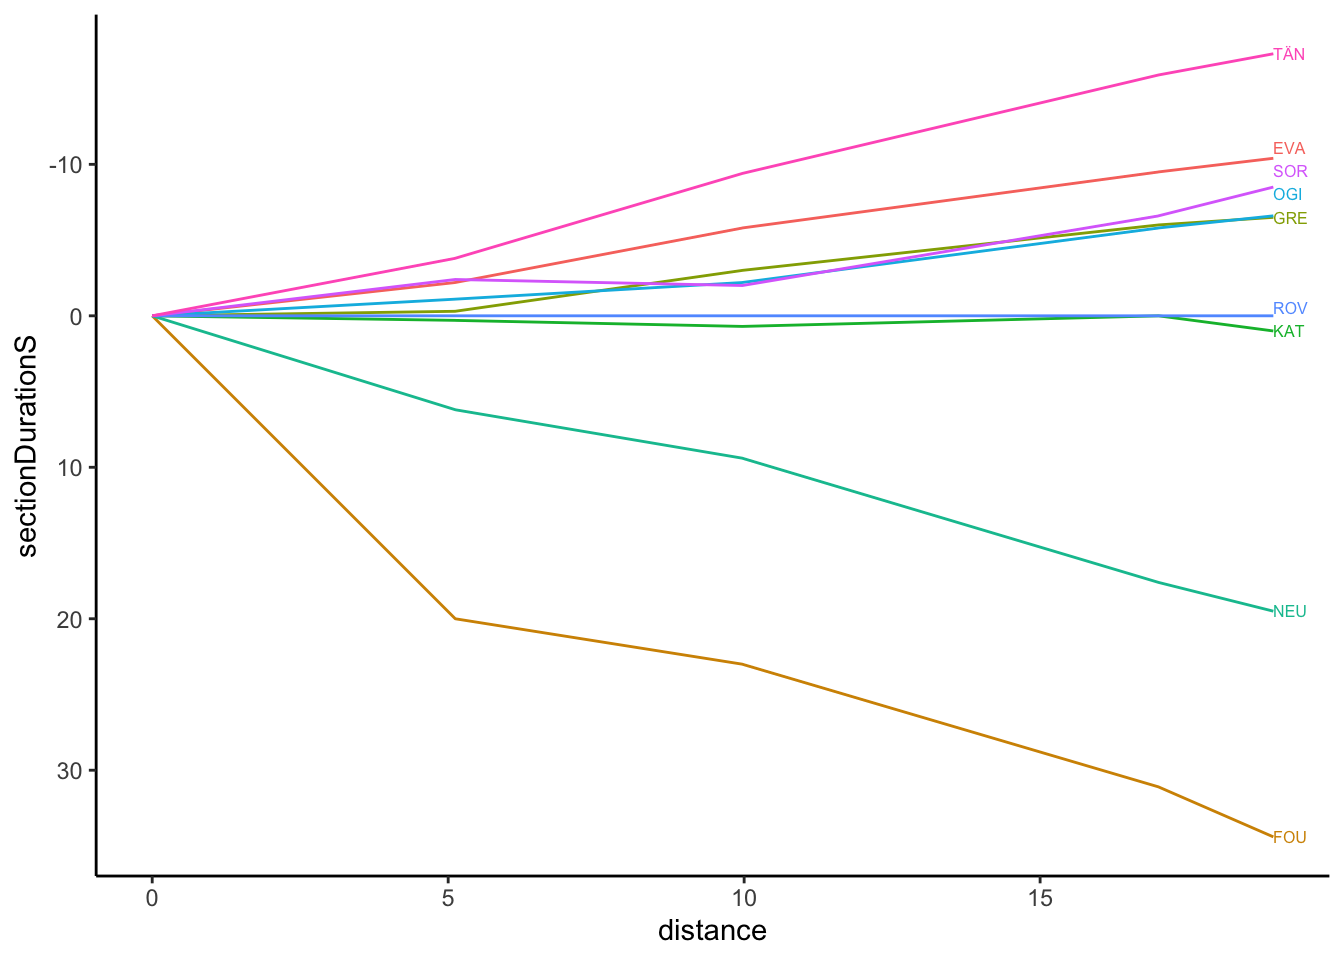 TÄN
-10
EVA
SOR
OGI
GRE
0
ROV
KAT
10
20
NEU
30
FOU
sectionDurationS
0 5 10 15
distance